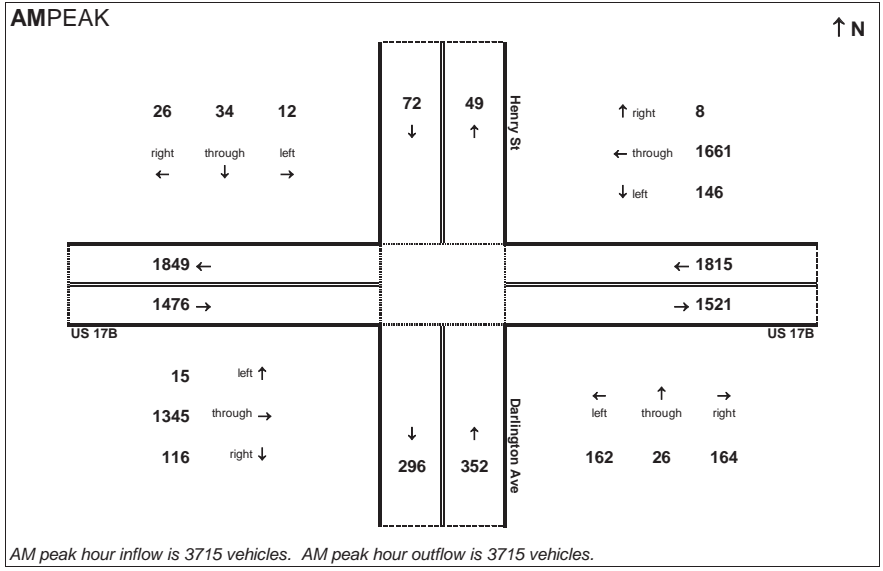 AMPEAK
↑ N
72 49
↓ ↑
Henry St
26 34 12
right through left
← ↓ →
↑ right 8
← through 1661
↓ left 146
1849 ←
1476 →
US 17B
← 1815
→ 1521
US 17B
15 left ↑
1345 through →
116 right ↓
↓ ↑
296 352
Darlington Ave
← ↑ →
left through right
162 26 164
AM peak hour inflow is 3715 vehicles. AM peak hour outflow is 3715 vehicles.